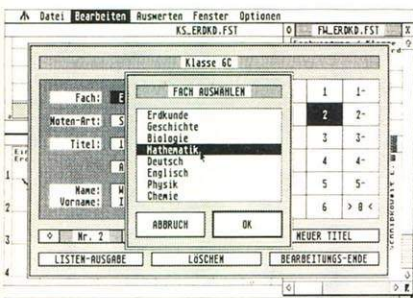 Datei Bearbeiten Auswerten Fenster Optionen
KS_ERDKD.FST
FW_ERDKD.FST
Klasse 6C
Fach:
Noten-Art:
Titel:
Name:
Vorname:
FACH AUSWÄHLEN
Erdkunde
Geschichte
Biologie
Mathematik
Deutsch
Englisch
Physik
Chemie
ABBRUCH
OK
1 1-
2 2-
3 3-
4 4-
5 5-
6 > 0 <
Nr. 2
NEUER TITEL
LISTEN-AUSGABE
LÖSCHEN
BEARBEITUNGS-ENDE